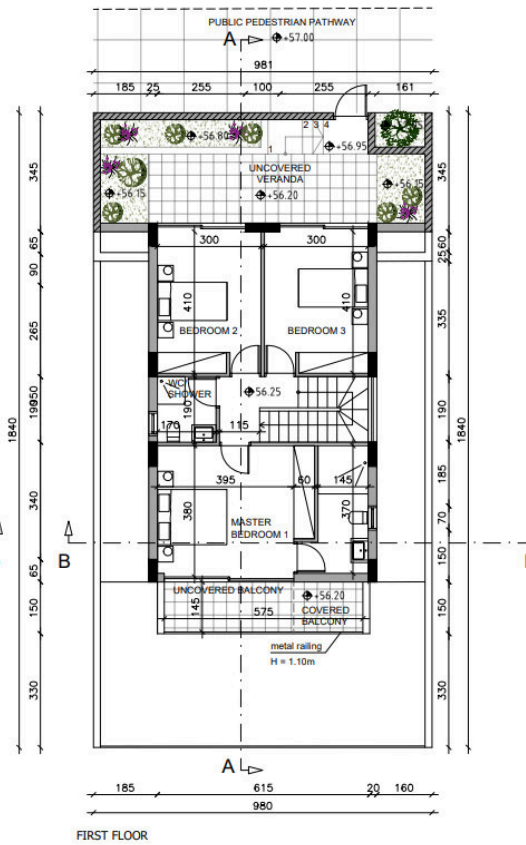 PUBLIC PEDESTRIAN PATHWAY
A +57.00
981
185 25 255 100 255 161
+56.80 2 3 4
1 +56.95
UNCOVERED
VERANDA
+56.15 +56.20
345 345
65 2560
300 300
90
410 410
BEDROOM 2 BEDROOM 3
265 335
WC
SHOWER
+56.25
190
190
170 115
1840 1840
395 60 145
185
340 380 370
MASTER
BEDROOM 1
70
B
65 150
UNCOVERED BALCONY
+56.20
COVERED
BALCONY
150 145 575 150
metal railing
H = 1.10m
330 330
A
185 615 20 160
980
FIRST FLOOR